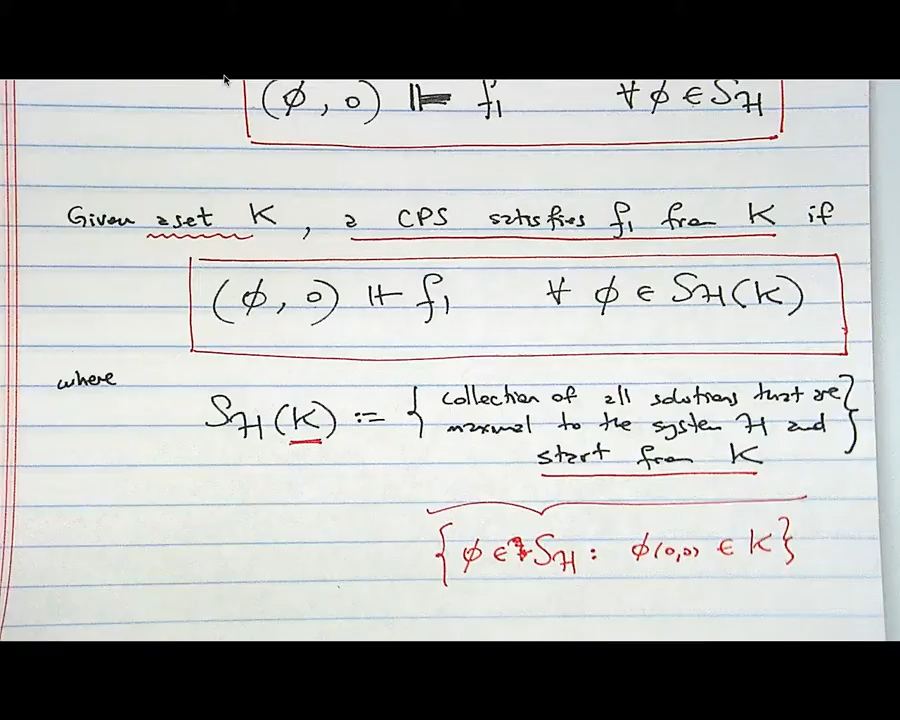 (ϕ, 0) ⊩ f₁ ∀ ϕ ∈ S_H
Given a set K, a CPS satisfies f₁ from K if
(ϕ, 0) ⊩ f₁ ∀ ϕ ∈ S_H(K)
where
S_H(K) := { collection of all solutions that are
maximal to the system H and }
start from K
{ ϕ ∈ S_H : ϕ(0,0) ∈ K }